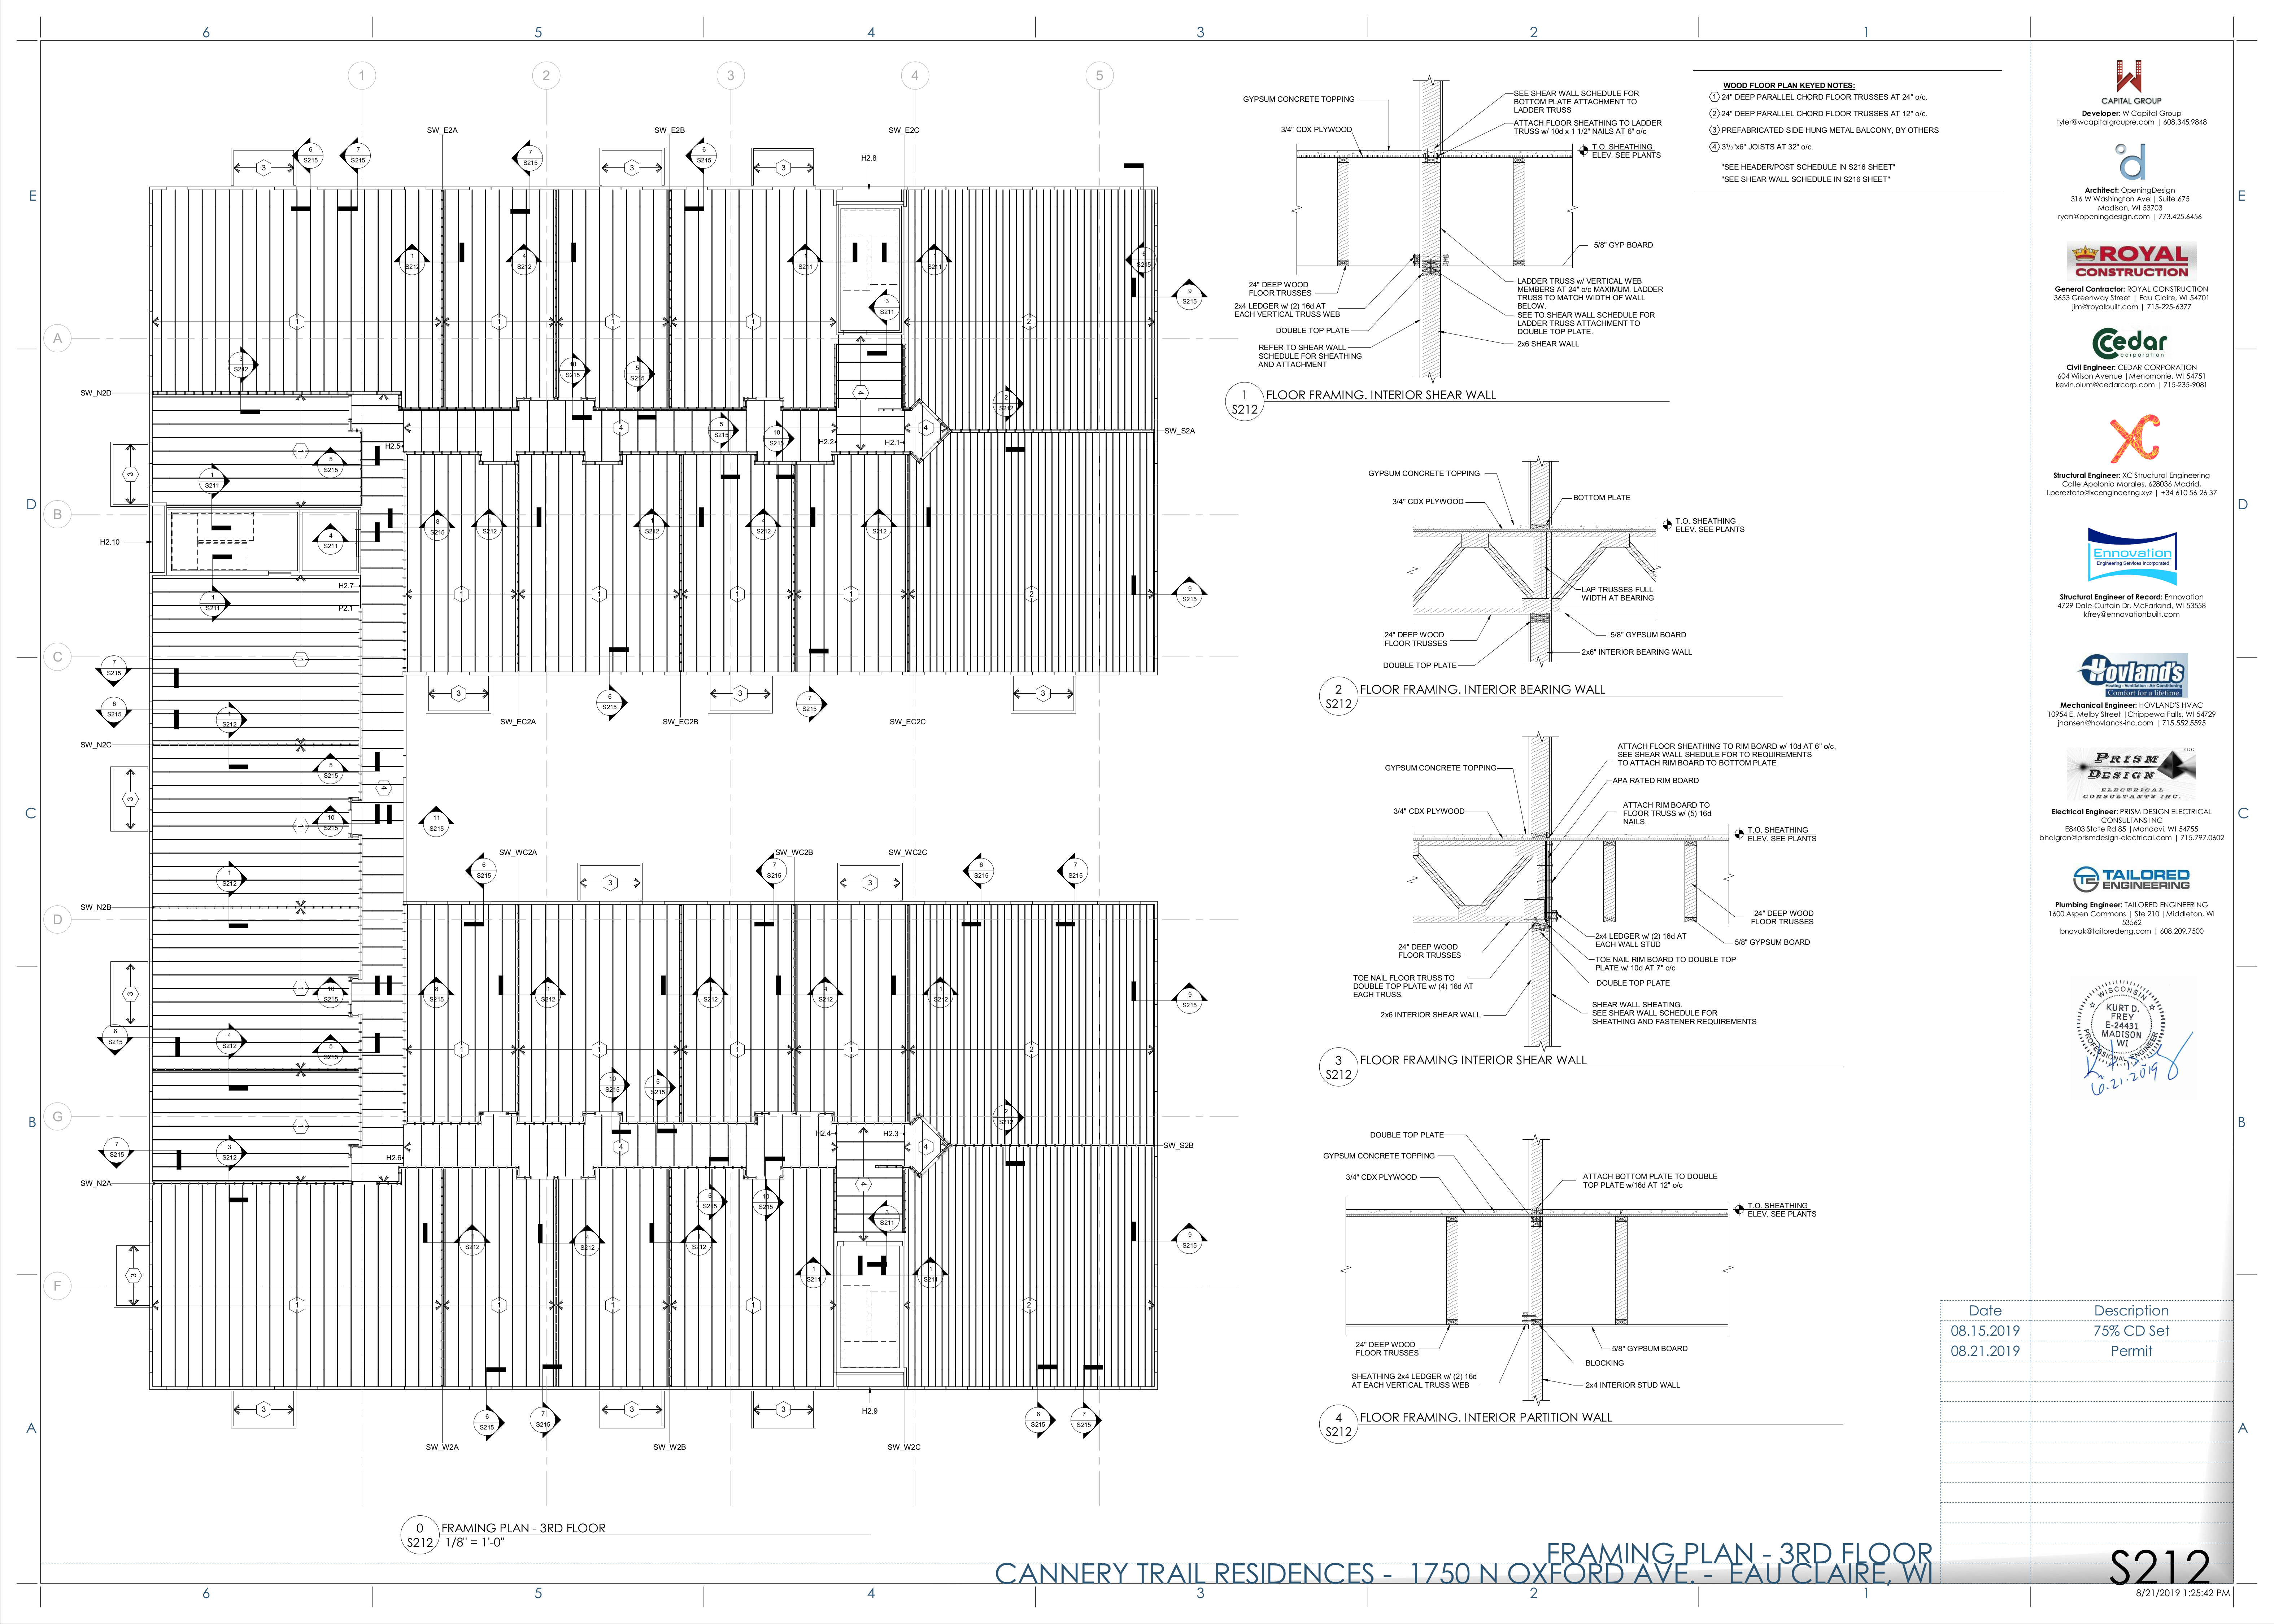 6 5 4 3 2 1
1 2 3 4 5
E
D
C
B
A
A
B
C
D
G
F
SW_E2A SW_E2B SW_E2C
H2.8
SW_N2D
H2.5
H2.2
H2.1
SW_S2A
H2.10
H2.7
P2.1
SW_EC2A SW_EC2B SW_EC2C
SW_N2C
SW_WC2A SW_WC2B SW_WC2C
SW_N2B
H2.4
H2.3
SW_S2B
H2.6
SW_N2A
H2.9
SW_W2A SW_W2B SW_W2C
0
S212
FRAMING PLAN - 3RD FLOOR
1/8" = 1'-0"
GYPSUM CONCRETE TOPPING
3/4" CDX PLYWOOD
SEE SHEAR WALL SCHEDULE FOR
BOTTOM PLATE ATTACHMENT TO
LADDER TRUSS
ATTACH FLOOR SHEATHING TO LADDER
TRUSS w/ 10d x 1 1/2" NAILS AT 6" o/c
T.O. SHEATHING
ELEV. SEE PLANTS
5/8" GYP BOARD
24" DEEP WOOD
FLOOR TRUSSES
2x4 LEDGER w/ (2) 16d AT
EACH VERTICAL TRUSS WEB
DOUBLE TOP PLATE
REFER TO SHEAR WALL
SCHEDULE FOR SHEATHING
AND ATTACHMENT
LADDER TRUSS w/ VERTICAL WEB
MEMBERS AT 24" o/c MAXIMUM. LADDER
TRUSS TO MATCH WIDTH OF WALL
BELOW.
SEE TO SHEAR WALL SCHEDULE FOR
LADDER TRUSS ATTACHMENT TO
DOUBLE TOP PLATE.
2x6 SHEAR WALL
1
S212
FLOOR FRAMING. INTERIOR SHEAR WALL
WOOD FLOOR PLAN KEYED NOTES:
1 24" DEEP PARALLEL CHORD FLOOR TRUSSES AT 24" o/c.
2 24" DEEP PARALLEL CHORD FLOOR TRUSSES AT 12" o/c.
3 PREFABRICATED SIDE HUNG METAL BALCONY, BY OTHERS
4 3½"x6" JOISTS AT 32" o/c.
"SEE HEADER/POST SCHEDULE IN S216 SHEET"
"SEE SHEAR WALL SCHEDULE IN S216 SHEET"
GYPSUM CONCRETE TOPPING
3/4" CDX PLYWOOD
BOTTOM PLATE
T.O. SHEATHING
ELEV. SEE PLANTS
LAP TRUSSES FULL
WIDTH AT BEARING
24" DEEP WOOD
FLOOR TRUSSES
5/8" GYPSUM BOARD
2x6" INTERIOR BEARING WALL
DOUBLE TOP PLATE
2
S212
FLOOR FRAMING. INTERIOR BEARING WALL
ATTACH FLOOR SHEATHING TO RIM BOARD w/ 10d AT 6" o/c,
SEE SHEAR WALL SHEDULE FOR TO REQUIREMENTS
TO ATTACH RIM BOARD TO BOTTOM PLATE
GYPSUM CONCRETE TOPPING
APA RATED RIM BOARD
3/4" CDX PLYWOOD
ATTACH RIM BOARD TO
FLOOR TRUSS w/ (5) 16d
NAILS.
T.O. SHEATHING
ELEV. SEE PLANTS
24" DEEP WOOD
FLOOR TRUSSES
2x4 LEDGER w/ (2) 16d AT
EACH WALL STUD
5/8" GYPSUM BOARD
24" DEEP WOOD
FLOOR TRUSSES
TOE NAIL RIM BOARD TO DOUBLE TOP
PLATE w/ 10d AT 7" o/c
TOE NAIL FLOOR TRUSS TO
DOUBLE TOP PLATE w/ (4) 16d AT
EACH TRUSS.
DOUBLE TOP PLATE
2x6 INTERIOR SHEAR WALL
SHEAR WALL SHEATING.
SEE SHEAR WALL SCHEDULE FOR
SHEATHING AND FASTENER REQUIREMENTS
3
S212
FLOOR FRAMING INTERIOR SHEAR WALL
DOUBLE TOP PLATE
GYPSUM CONCRETE TOPPING
3/4" CDX PLYWOOD
ATTACH BOTTOM PLATE TO DOUBLE
TOP PLATE w/16d AT 12" o/c
T.O. SHEATHING
ELEV. SEE PLANTS
24" DEEP WOOD
FLOOR TRUSSES
5/8" GYPSUM BOARD
BLOCKING
SHEATHING 2x4 LEDGER w/ (2) 16d
AT EACH VERTICAL TRUSS WEB
2x4 INTERIOR STUD WALL
4
S212
FLOOR FRAMING. INTERIOR PARTITION WALL
CAPITAL GROUP
Developer: W Capital Group
tyler@wcapitalgroupre.com | 608.345.9848
Architect: OpeningDesign
316 W Washington Ave | Suite 675
Madison, WI 53703
ryan@openingdesign.com | 773.425.6456
ROYAL
CONSTRUCTION
General Contractor: ROYAL CONSTRUCTION
3653 Greenway Street | Eau Claire, WI 54701
jim@royalbuilt.com | 715-225-6377
Cedar
corporation
Civil Engineer: CEDAR CORPORATION
604 Wilson Avenue |Menomonie, WI 54751
kevin.oium@cedarcorp.com | 715-235-9081
XC
Structural Engineer: XC Structural Engineering
Calle Apolonio Morales, 628036 Madrid,
l.pereztato@xcengineering.xyz | +34 610 56 26 37
Ennovation
Engineering Services Incorporated
Structural Engineer of Record: Ennovation
4729 Dale-Curtain Dr, McFarland, WI 53558
kfrey@ennovationbuilt.com
Hovland's
Heating - Ventilation - Air Conditioning
Comfort for a lifetime.
Mechanical Engineer: HOVLAND'S HVAC
10954 E. Melby Street |Chippewa Falls, WI 54729
jhansen@hovlands-inc.com | 715.552.5595
PRISM
DESIGN
ELECTRICAL
CONSULTANTS INC.
Electrical Engineer: PRISM DESIGN ELECTRICAL
CONSULTANS INC
E8403 State Rd 85 |Mondovi, WI 54755
bhalgren@prismdesign-electrical.com | 715.797.0602
TE TAILORED
ENGINEERING
Plumbing Engineer: TAILORED ENGINEERING
1600 Aspen Commons | Ste 210 |Middleton, WI
53562
bnovak@tailoredeng.com | 608.209.7500
WISCONSIN
KURT D.
FREY
E-24431
MADISON
WI
PROFESSIONAL ENGINEER
6.21.2019
Date Description
08.15.2019 75% CD Set
08.21.2019 Permit
FRAMING PLAN - 3RD FLOOR
CANNERY TRAIL RESIDENCES - 1750 N OXFORD AVE. - EAU CLAIRE, WI
S212
8/21/2019 1:25:42 PM
6 5 4 3 2 1